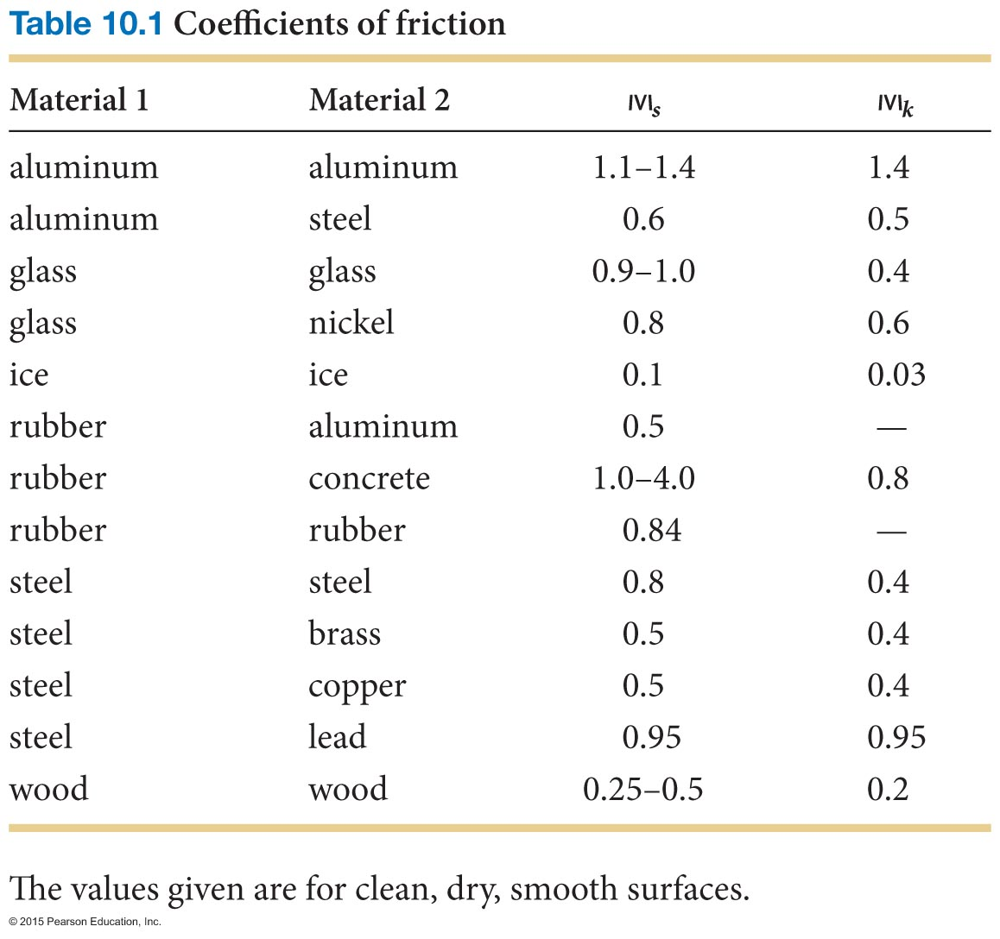 Table 10.1 Coefficients of friction
Material 1 Material 2 ΙVΙs ΙVΙk
aluminum aluminum 1.1–1.4 1.4
aluminum steel 0.6 0.5
glass glass 0.9–1.0 0.4
glass nickel 0.8 0.6
ice ice 0.1 0.03
rubber aluminum 0.5 —
rubber concrete 1.0–4.0 0.8
rubber rubber 0.84 —
steel steel 0.8 0.4
steel brass 0.5 0.4
steel copper 0.5 0.4
steel lead 0.95 0.95
wood wood 0.25–0.5 0.2
The values given are for clean, dry, smooth surfaces.
© 2015 Pearson Education, Inc.